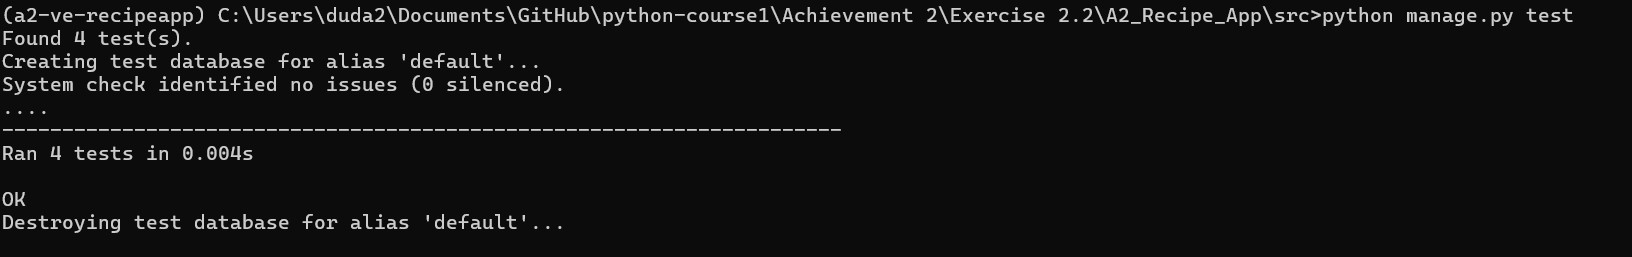 (a2-ve-recipeapp) C:\Users\duda2\Documents\GitHub\python-course1\Achievement 2\Exercise 2.2\A2_Recipe_App\src>python manage.py test
Found 4 test(s).
Creating test database for alias 'default'...
System check identified no issues (0 silenced).
....
----------------------------------------------------------------------
Ran 4 tests in 0.004s
OK
Destroying test database for alias 'default'...